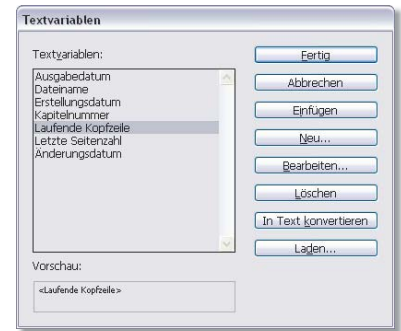 Textvariablen
Textvariablen:
Ausgabedatum
Dateiname
Erstellungsdatum
Kapitelnummer
Laufende Kopfzeile
Letzte Seitenzahl
Änderungsdatum
Vorschau:
<Laufende Kopfzeile>
Fertig
Abbrechen
Einfügen
Neu...
Bearbeiten...
Löschen
In Text konvertieren
Laden...